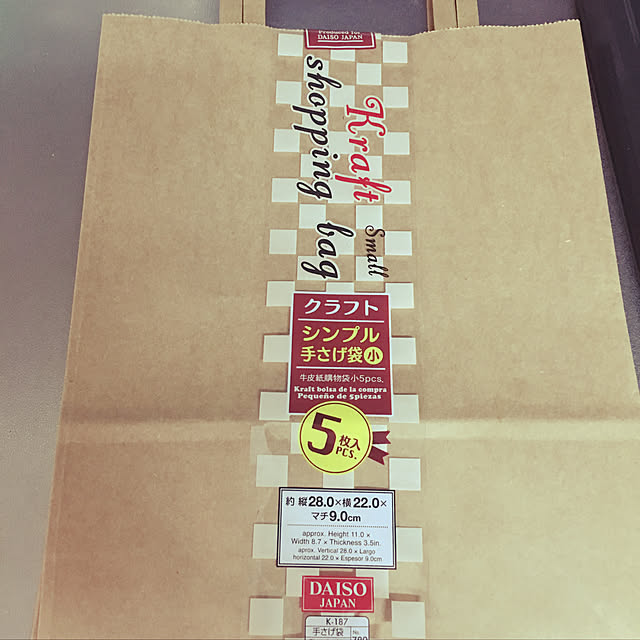 Produced for
DAISO JAPAN
Kraft Small
shopping bag
クラフト
シンプル
手さげ袋小
牛皮紙購物袋小5pcs.
Kraft bolsa de la compra
Pequeño de 5piezas
5枚入
PCS.
約 縦28.0×横22.0×
マチ9.0cm
approx. Height 11.0 ×
Width 8.7 × Thickness 3.5in.
aprox. Vertical 28.0 × Largo
horizontal 22.0 × Espesor 9.0cm
DAISO
JAPAN
K-187
手さげ袋 No.